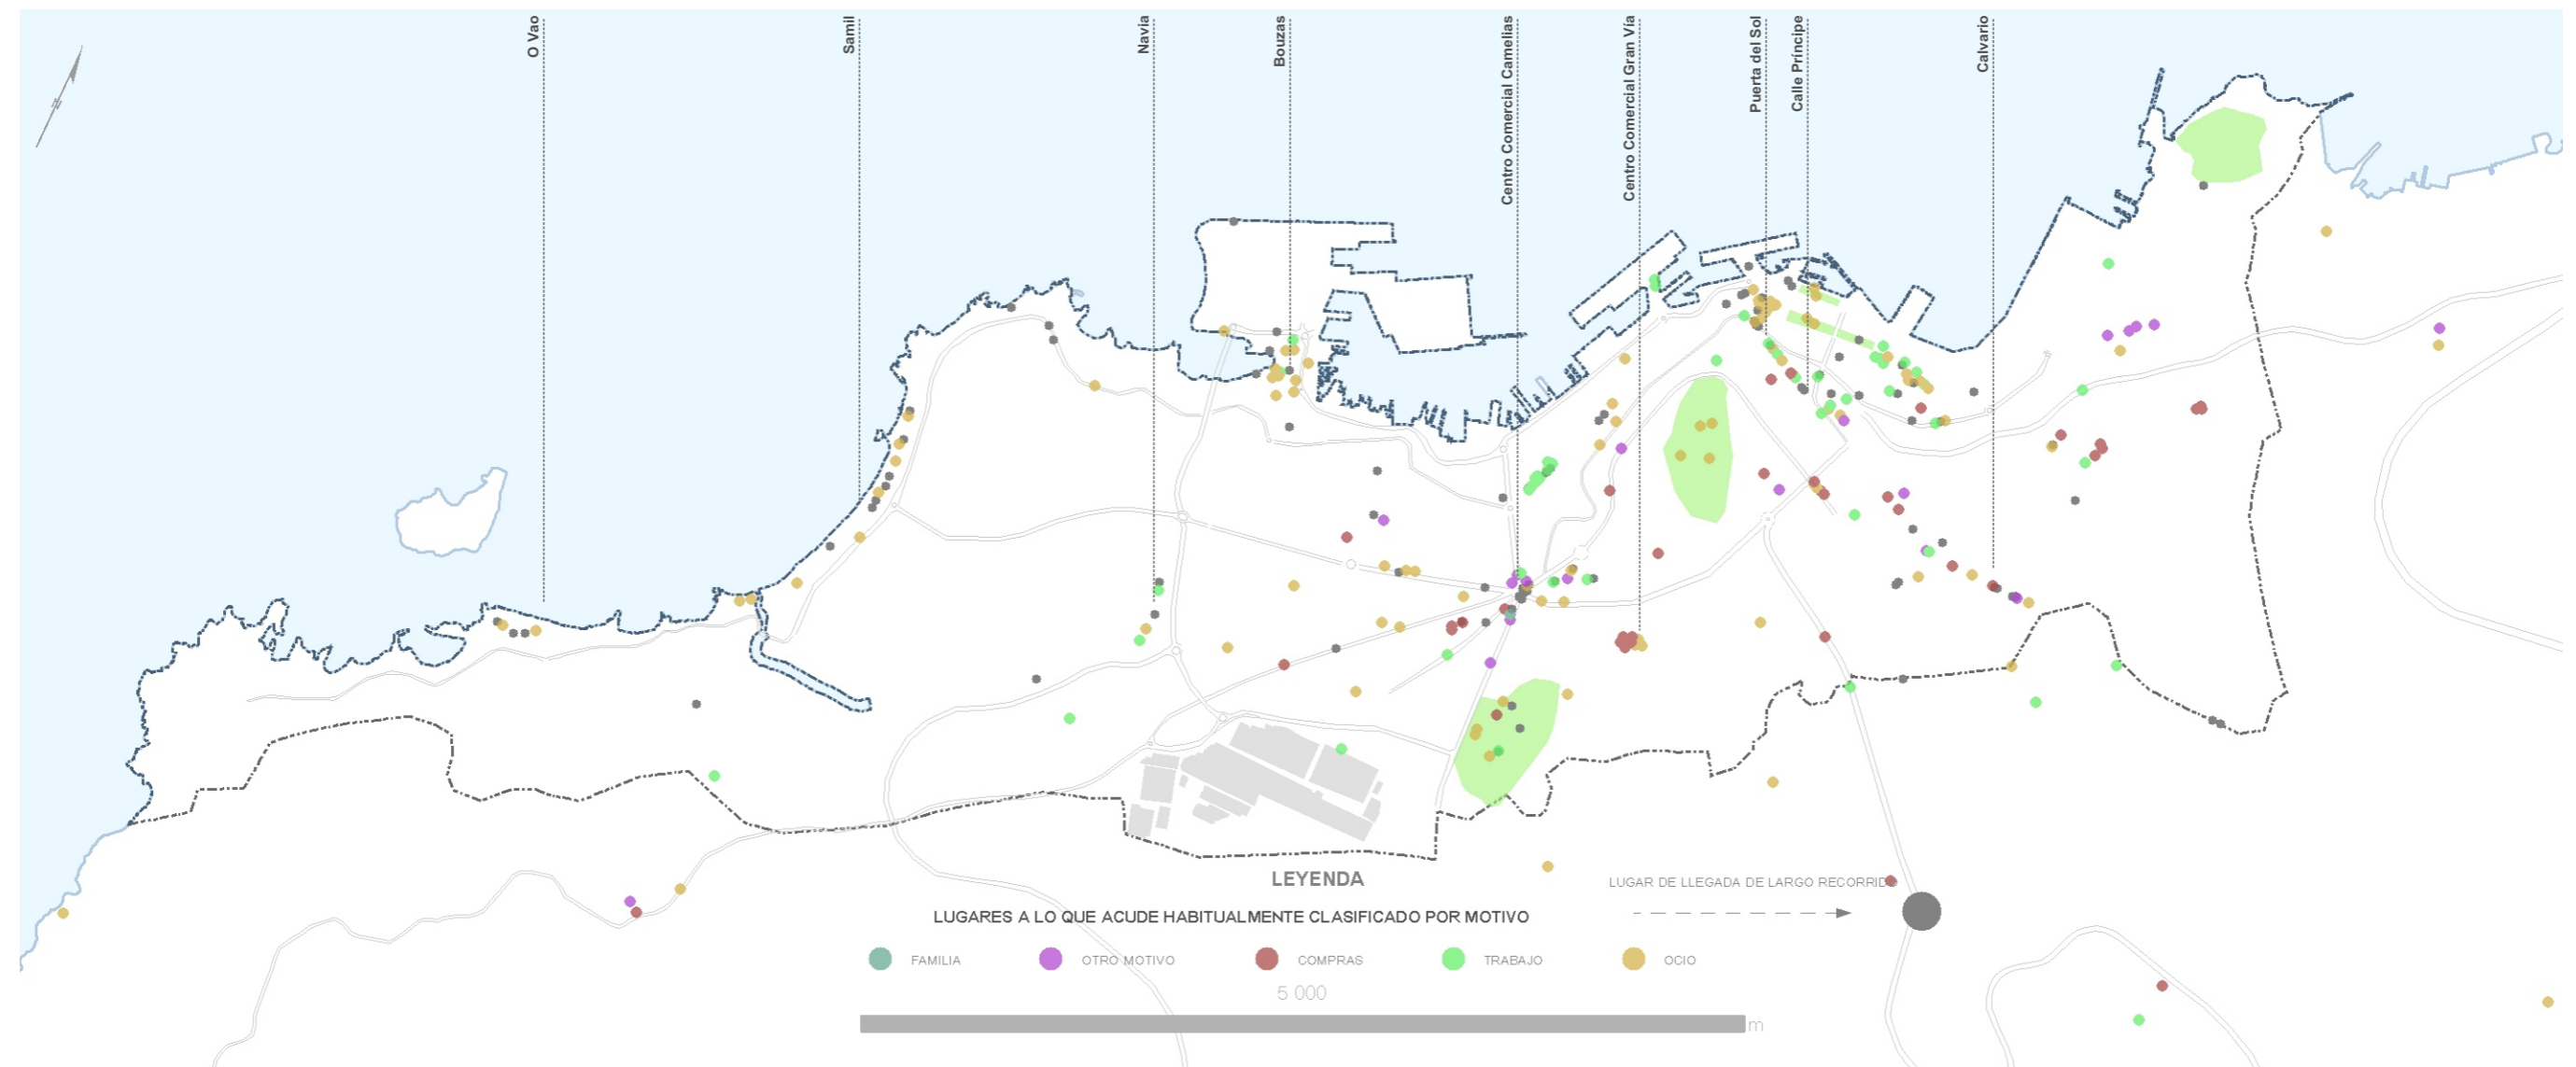 O Vao
Samil
Navia
Bouzas
Centro Comercial Camelias
Centro Comercial Gran Vía
Puerta del Sol
Calle Príncipe
Calvario
N
LEYENDA
LUGAR DE LLEGADA DE LARGO RECORRIDO
LUGARES A LO QUE ACUDE HABITUALMENTE CLASIFICADO POR MOTIVO
FAMILIA
OTRO MOTIVO
COMPRAS
TRABAJO
OCIO
5 000
m